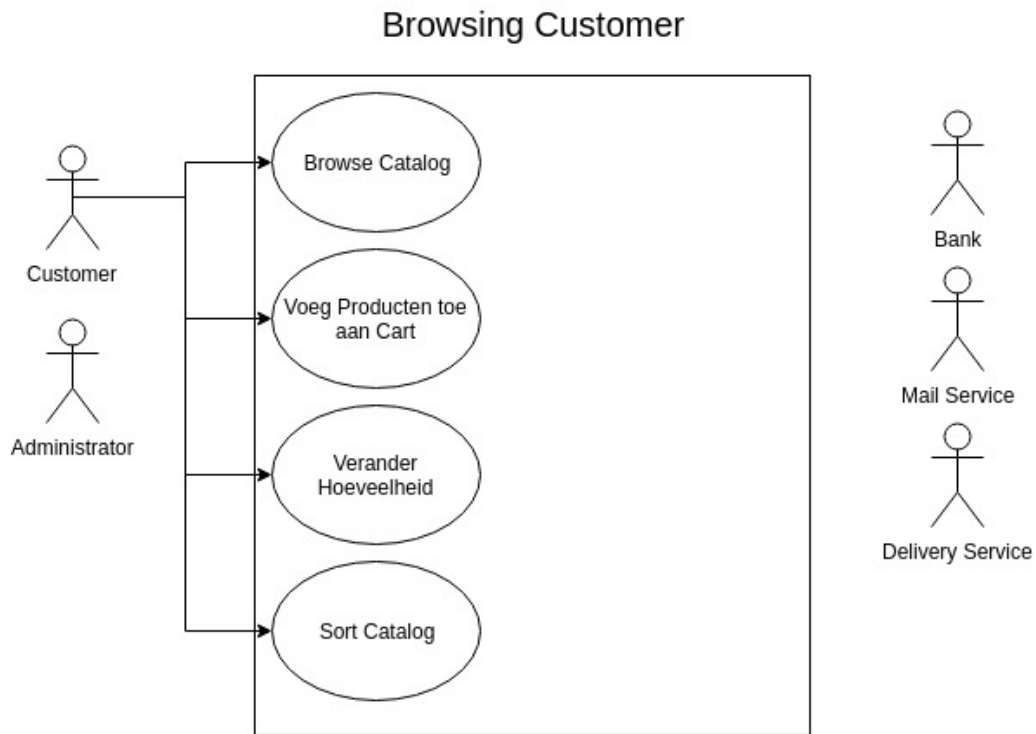 Browsing Customer
Browse Catalog
Customer
Bank
Voeg Producten toe
aan Cart
Mail Service
Administrator
Verander
Hoeveelheid
Delivery Service
Sort Catalog